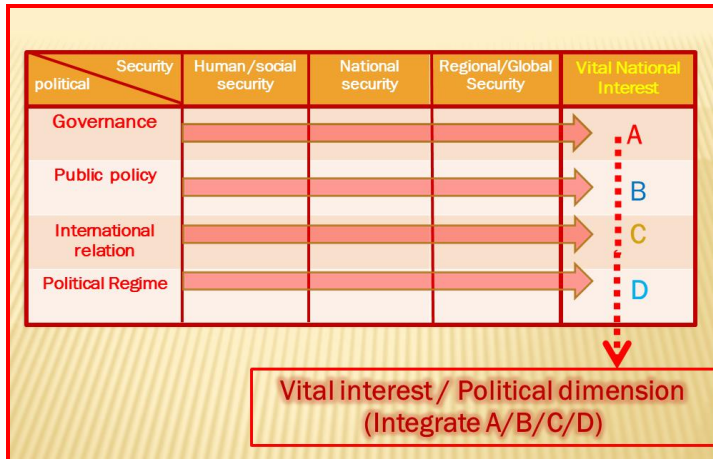 Security
political
Human/social
security
National
security
Regional/Global
Security
Vital National
Interest
Governance
A
Public policy
B
International
relation
C
Political Regime
D
Vital interest / Political dimension
(Integrate A/B/C/D)